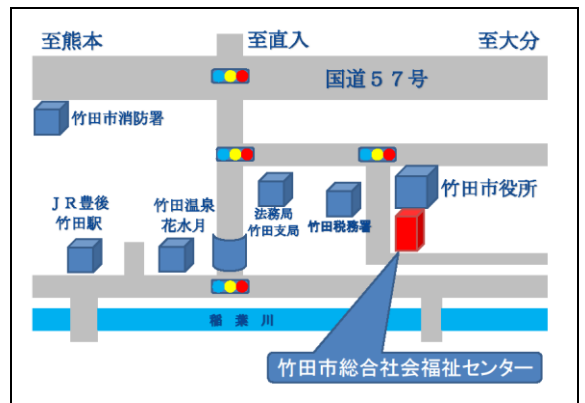 至熊本
至直入
至大分
国道５７号
竹田市消防署
ＪＲ豊後
竹田駅
竹田温泉
花水月
法務局
竹田支局
竹田税務署
竹田市役所
稲葉川
竹田市総合社会福祉センター